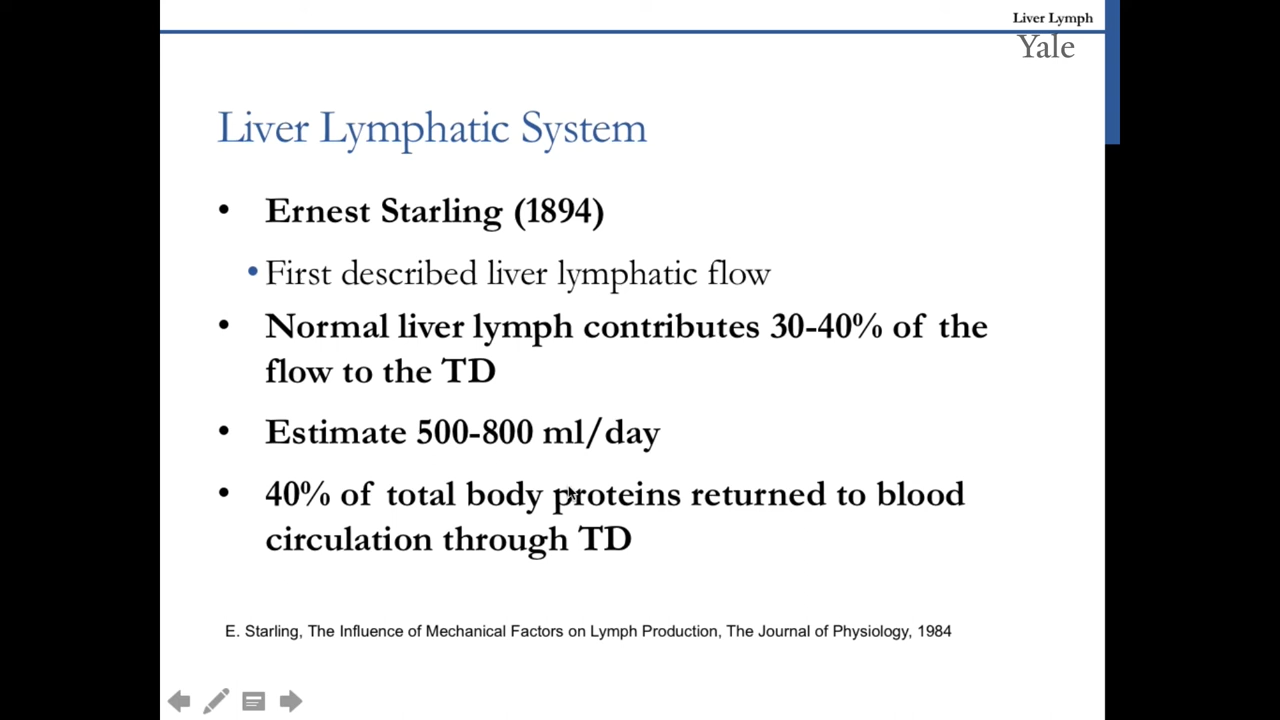 Liver Lymph
Yale
Liver Lymphatic System
• Ernest Starling (1894)
• First described liver lymphatic flow
• Normal liver lymph contributes 30-40% of the
flow to the TD
• Estimate 500-800 ml/day
• 40% of total body proteins returned to blood
circulation through TD
E. Starling, The Influence of Mechanical Factors on Lymph Production, The Journal of Physiology, 1984